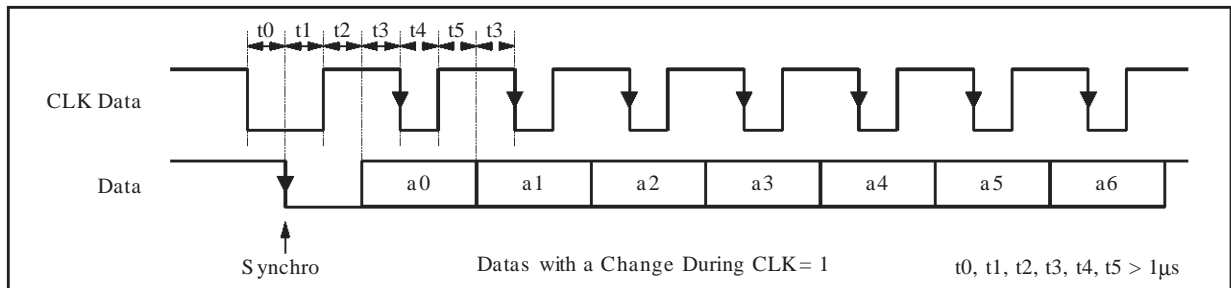 t0 t1 t2 t3 t4 t5 t3
CLK Data
Data
a0 a1 a2 a3 a4 a5 a6
Synchro
Datas with a Change During CLK = 1
t0, t1, t2, t3, t4, t5 > 1µs